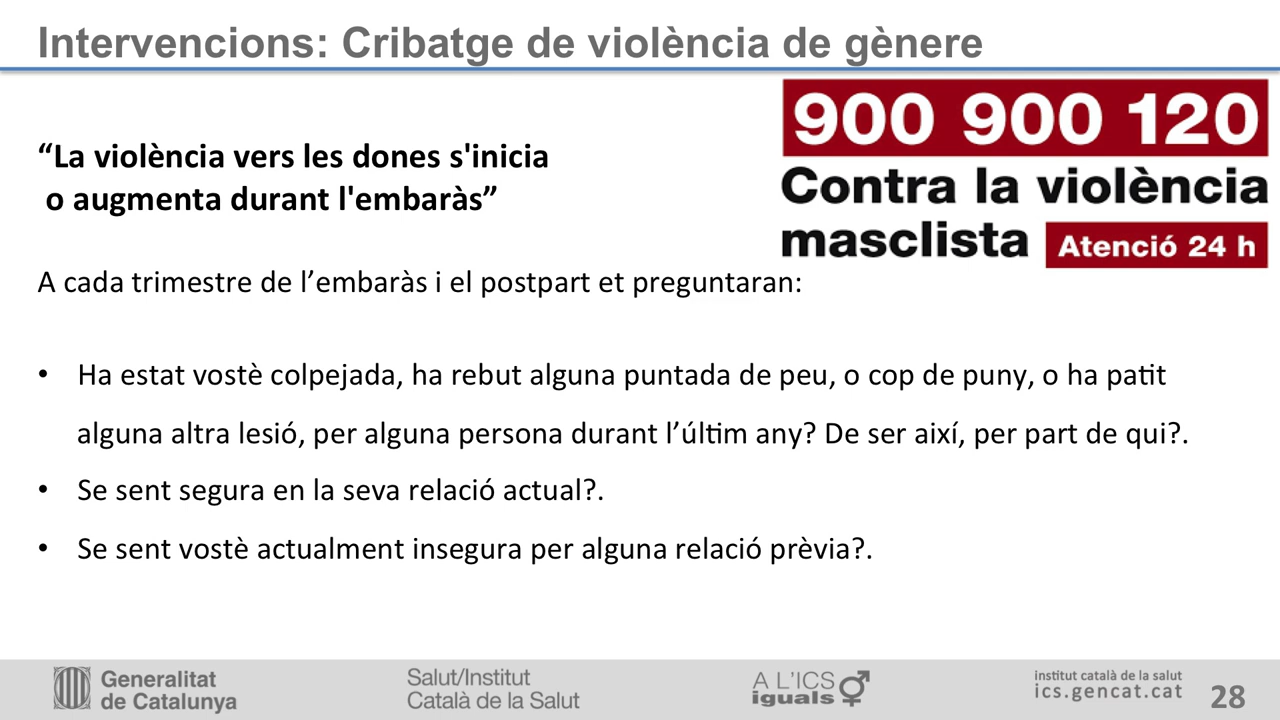 Intervencions: Cribatge de violència de gènere
900 900 120
Contra la violència
masclista Atenció 24 h
“La violència vers les dones s'inicia
o augmenta durant l'embaràs”
A cada trimestre de l’embaràs i el postpart et preguntaran:
• Ha estat vostè colpejada, ha rebut alguna puntada de peu, o cop de puny, o ha patit
alguna altra lesió, per alguna persona durant l’últim any? De ser així, per part de qui?.
• Se sent segura en la seva relació actual?.
• Se sent vostè actualment insegura per alguna relació prèvia?.
Generalitat
de Catalunya
Salut/Institut
Català de la Salut
A L'ICS
iguals
institut català de la salut
ics.gencat.cat
28